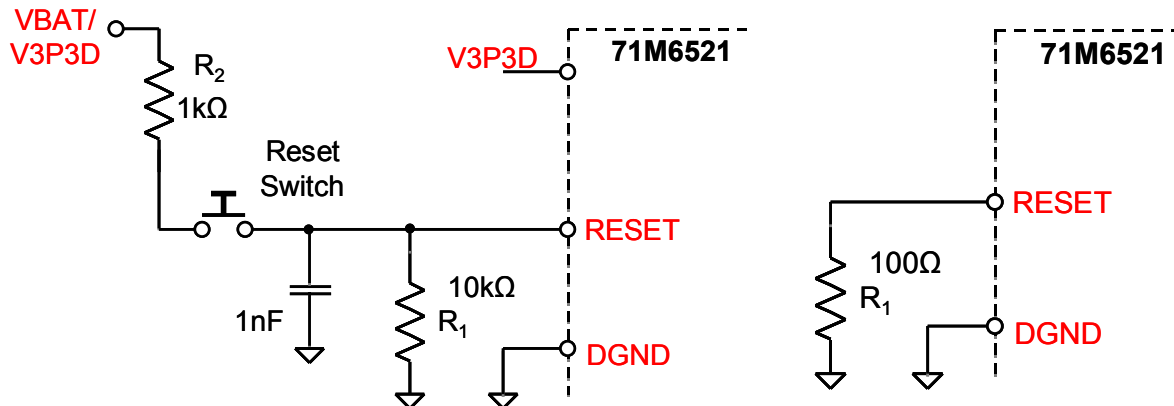 VBAT/
V3P3D
R2
1kΩ
Reset
Switch
1nF
10kΩ
R1
V3P3D
71M6521
RESET
DGND
71M6521
100Ω
R1
RESET
DGND